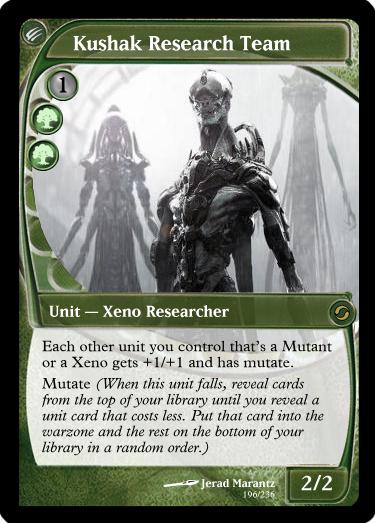 Kushak Research Team
1
Unit — Xeno Researcher
Each other unit you control that's a Mutant
or a Xeno gets +1/+1 and has mutate.
Mutate (When this unit falls, reveal cards
from the top of your library until you reveal a
unit card that costs less. Put that card into the
warzone and the rest on the bottom of your
library in a random order.)
Jerad Marantz
196/236
2/2